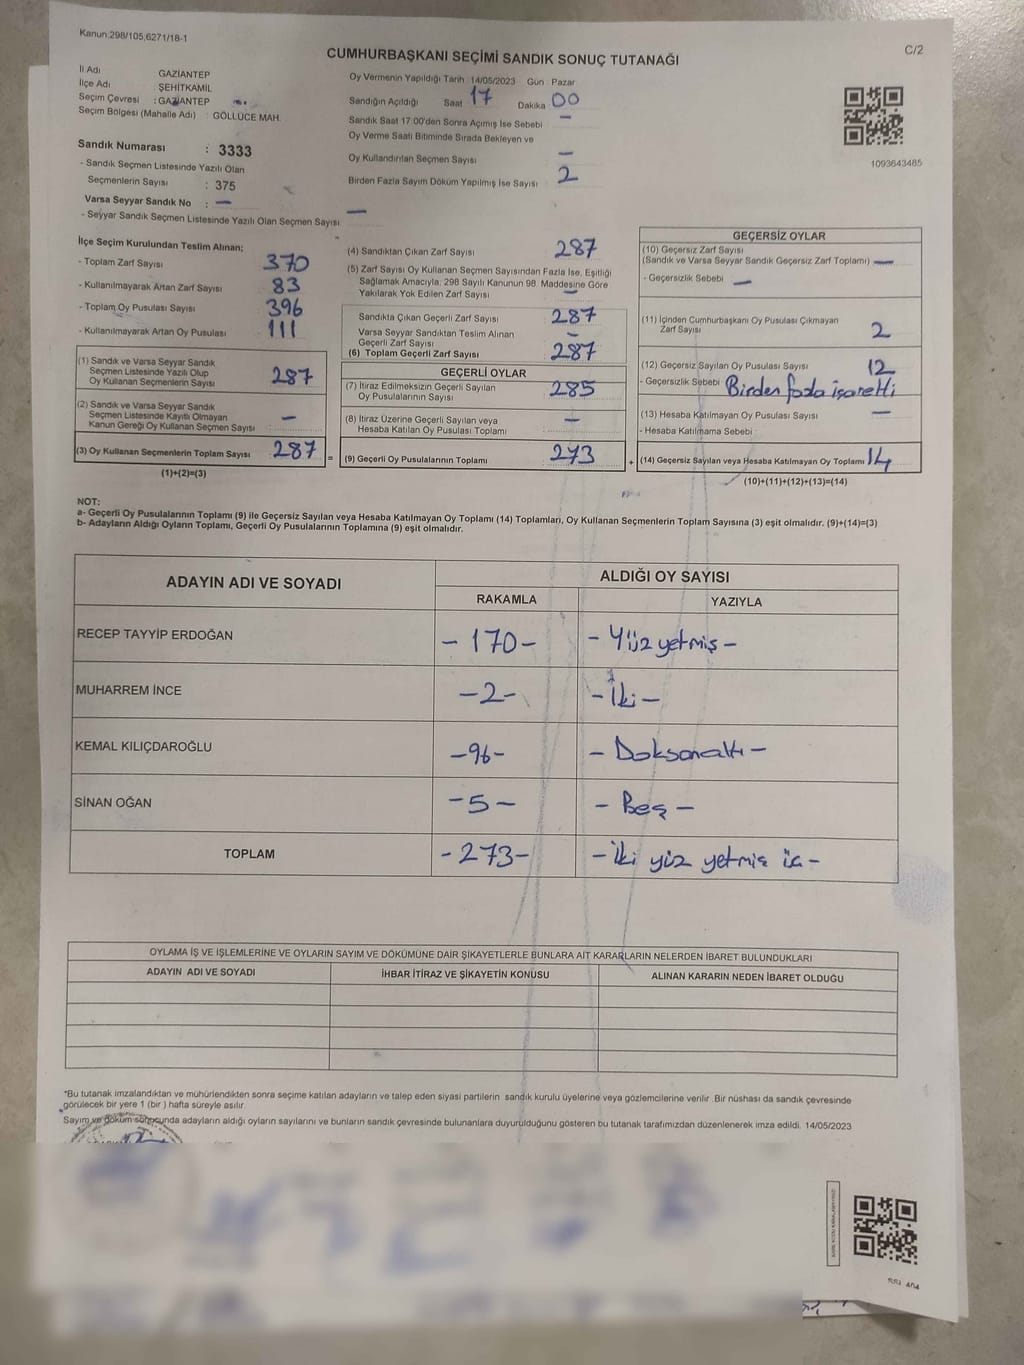 Kanun.298/105,6271/18-1
C/2
CUMHURBAŞKANI SEÇİMİ SANDIK SONUÇ TUTANAĞI
İl Adı GAZİANTEP
İlçe Adı ŞEHİTKAMİL
Seçim Çevresi : GAZİANTEP
Seçim Bölgesi (Mahalle Adı) : GÖLLÜCE MAH.
Sandık Numarası : 3333
- Sandık Seçmen Listesinde Yazılı Olan
Seçmenlerin Sayısı : 375
Varsa Seyyar Sandık No : —
- Seyyar Sandık Seçmen Listesinde Yazılı Olan Seçmen Sayısı: —
Oy Vermenin Yapıldığı Tarih 14/05/2023 Gün Pazar
Sandığın Açıldığı Saat 17 Dakika 00
Sandık Saat 17:00'den Sonra Açımış İse Sebebi —
Oy Verme Saati Bitiminde Sırada Bekleyen ve
Oy Kullandırılan Seçmen Sayısı —
Birden Fazla Sayım Döküm Yapılmış İse Sayısı 2
1093643485
İlçe Seçim Kurulundan Teslim Alınan;
- Toplam Zarf Sayısı 370
- Kullanılmayarak Artan Zarf Sayısı 83
- Toplam Oy Pusulası Sayısı 396
- Kullanılmayarak Artan Oy Pusulası 111
(1) Sandık ve Varsa Seyyar Sandık
Seçmen Listesinde Yazılı Olup
Oy Kullanan Seçmenlerin Sayısı 287
(2) Sandık ve Varsa Seyyar Sandık
Seçmen Listesinde Kayıtlı Olmayan
Kanun Gereği Oy Kullanan Seçmen Sayısı —
(3) Oy Kullanan Seçmenlerin Toplam Sayısı 287 =
(1)+(2)=(3)
(4) Sandıktan Çıkan Zarf Sayısı 287
(5) Zarf Sayısı Oy Kullanan Seçmen Sayısından Fazla İse, Eşitliği
Sağlamak Amacıyla, 298 Sayılı Kanunun 98. Maddesine Göre
Yakılarak Yok Edilen Zarf Sayısı —
Sandıkta Çıkan Geçerli Zarf Sayısı 287
Varsa Seyyar Sandıktan Teslim Alınan
Geçerli Zarf Sayısı —
(6) Toplam Geçerli Zarf Sayısı 287
GEÇERLİ OYLAR
(7) İtiraz Edilmeksizin Geçerli Sayılan
Oy Pusulalarının Sayısı 285
(8) İtiraz Üzerine Geçerli Sayılan veya
Hesaba Katılan Oy Pusulası Toplamı —
(9) Geçerli Oy Pusulalarının Toplamı 273 +
GEÇERSİZ OYLAR
(10) Geçersiz Zarf Sayısı
(Sandık ve Varsa Seyyar Sandık Geçersiz Zarf Toplamı) —
- Geçersizlik Sebebi —
(11) İçinden Cumhurbaşkanı Oy Pusulası Çıkmayan
Zarf Sayısı 2
(12) Geçersiz Sayılan Oy Pusulası Sayısı 12
- Geçersizlik Sebebi Birden fazla işaretli
(13) Hesaba Katılmayan Oy Pusulası Sayısı —
- Hesaba Katılmama Sebebi
(14) Geçersiz Sayılan veya Hesaba Katılmayan Oy Toplamı 14
(10)+(11)+(12)+(13)=(14)
NOT:
a- Geçerli Oy Pusulalarının Toplamı (9) ile Geçersiz Sayılan veya Hesaba Katılmayan Oy Toplamı (14) Toplamları, Oy Kullanan Seçmenlerin Toplam Sayısına (3) eşit olmalıdır. (9)+(14)=(3)
b- Adayların Aldığı Oyların Toplamı, Geçerli Oy Pusulalarının Toplamına (9) eşit olmalıdır.
ADAYIN ADI VE SOYADI
ALDIĞI OY SAYISI
RAKAMLA YAZIYLA
RECEP TAYYİP ERDOĞAN -170- -Yüz yetmiş-
MUHARREM İNCE -2- -İki-
KEMAL KILIÇDAROĞLU -96- -Doksanaltı-
SİNAN OĞAN -5- -Beş-
TOPLAM -273- -İki yüz yetmiş üç-
OYLAMA İŞ VE İŞLEMLERİNE VE OYLARIN SAYIM VE DÖKÜMÜNE DAİR ŞİKAYETLERLE BUNLARA AİT KARARLARIN NELERDEN İBARET BULUNDUKLARI
ADAYIN ADI VE SOYADI İHBAR İTİRAZ VE ŞİKAYETİN KONUSU ALINAN KARARIN NEDEN İBARET OLDUĞU
*Bu tutanak imzalandıktan ve mühürlendikten sonra seçime katılan adayların ve talep eden siyasi partilerin sandık kurulu üyelerine veya gözlemcilerine verilir. Bir nüshası da sandık çevresinde
görülecek bir yere 1 (bir) hafta süreyle asılır.
Sayım ve döküm sonucunda adayların aldığı oyların sayılarını ve bunların sandık çevresinde bulunanlara duyurulduğunu gösteren bu tutanak tarafımızdan düzenlenerek imza edildi. 14/05/2023